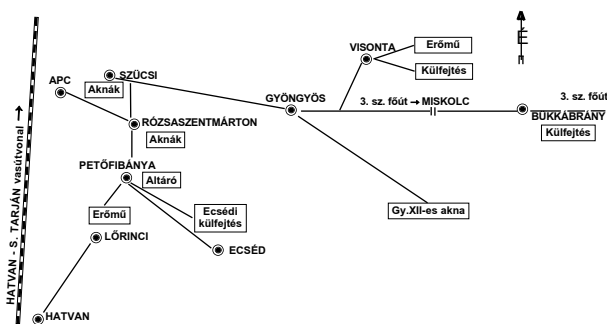 É
VISONTA
Erőmű
Külfejtés
SZÜCSI
Aknák
APC
GYÖNGYÖS
3. sz. főút → MISKOLC
3. sz. főút
BÜKKÁBRÁNY
Külfejtés
RÓZSASZENTMÁRTON
Aknák
PETŐFIBÁNYA
Altáró
Erőmű
Ecsédi
külfejtés
Gy.XII-es akna
LŐRINCI
ECSÉD
HATVAN
HATVAN - S. TARJÁN vasútvonal →